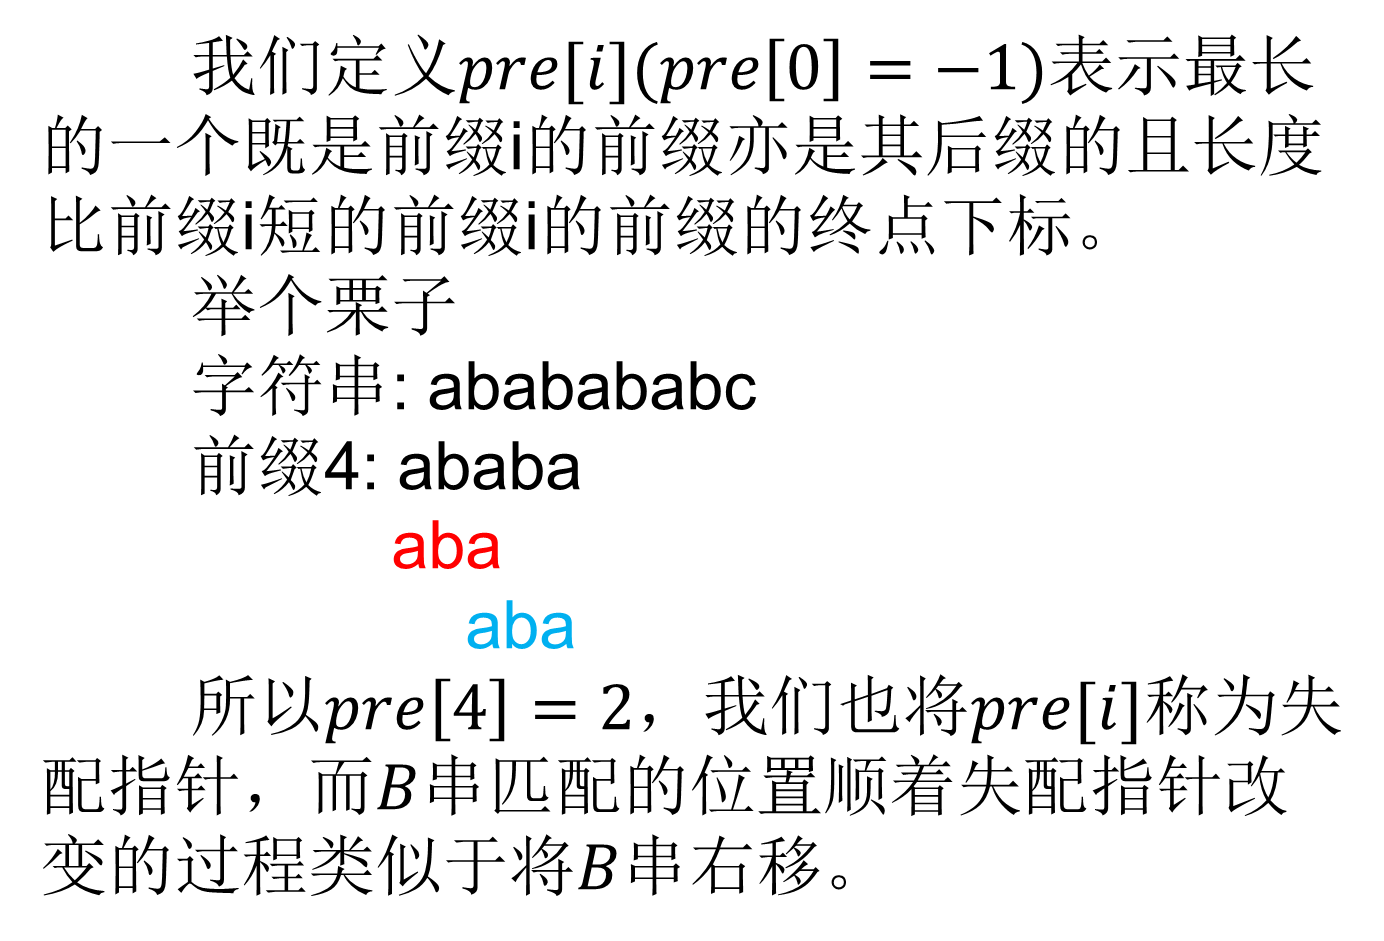 我们定义pre[i](pre[0] = −1)表示最长
的一个既是前缀i的前缀亦是其后缀的且长度
比前缀i短的前缀i的前缀的终点下标。
举个栗子
字符串: ababababc
前缀4: ababa
aba
aba
所以pre[4] = 2，我们也将pre[i]称为失
配指针，而B串匹配的位置顺着失配指针改
变的过程类似于将B串右移。